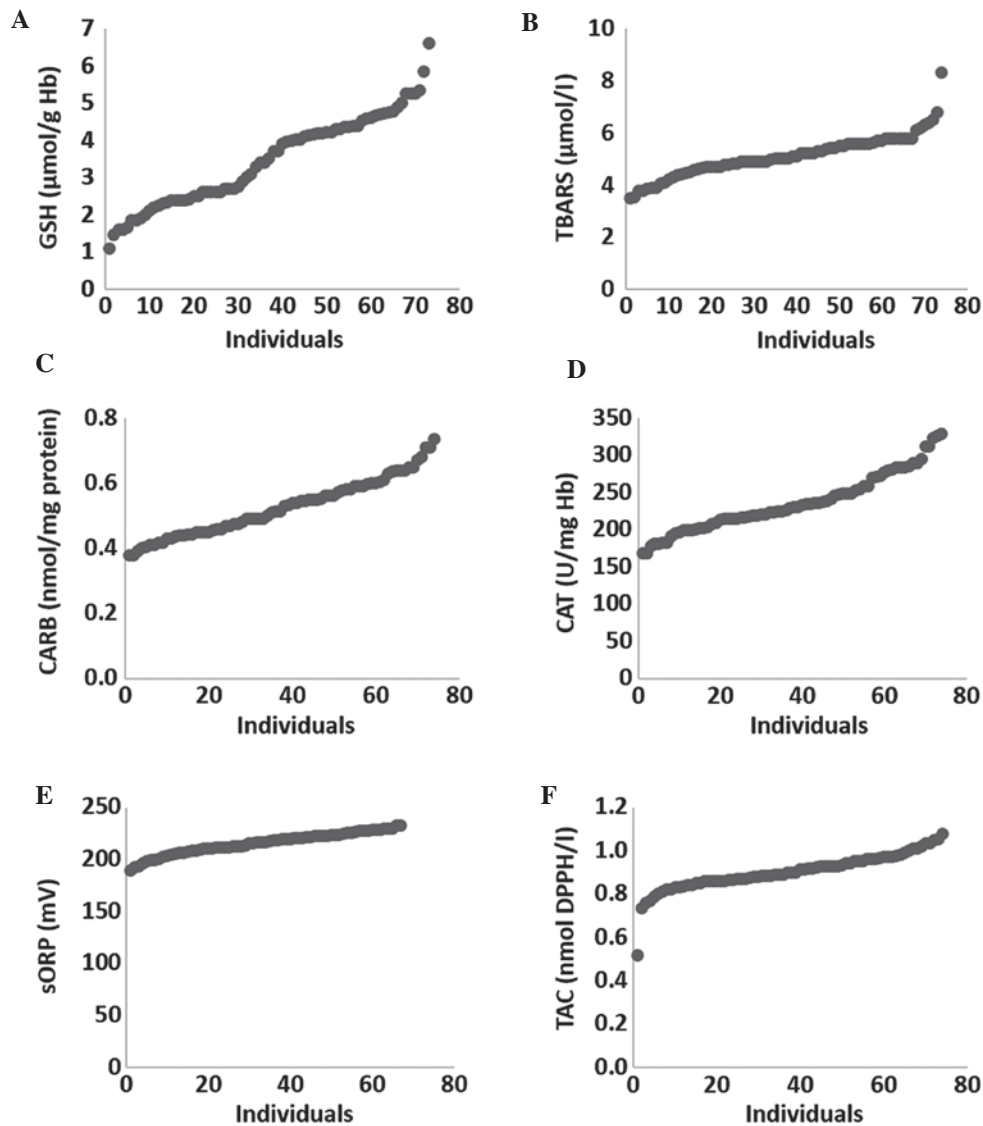 A
GSH (μmol/g Hb)
7
6
5
4
3
2
1
0
0 10 20 30 40 50 60 70 80
Individuals
B
TBARS (μmol/l)
10
8
6
4
2
0
0 10 20 30 40 50 60 70 80
Individuals
C
CARB (nmol/mg protein)
0.8
0.6
0.4
0.2
0.0
0 20 40 60 80
Individuals
D
CAT (U/mg Hb)
350
300
250
200
150
100
50
0
0 20 40 60 80
Individuals
E
sORP (mV)
250
200
150
100
50
0
0 20 40 60 80
Individuals
F
TAC (nmol DPPH/l)
1.2
1.0
0.8
0.6
0.4
0.2
0.0
0 20 40 60 80
Individuals